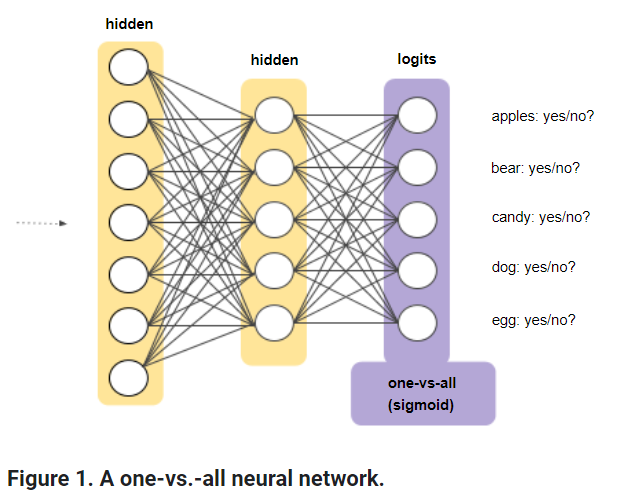 hidden
hidden
logits
apples: yes/no?
bear: yes/no?
candy: yes/no?
dog: yes/no?
egg: yes/no?
one-vs-all
(sigmoid)
Figure 1. A one-vs.-all neural network.